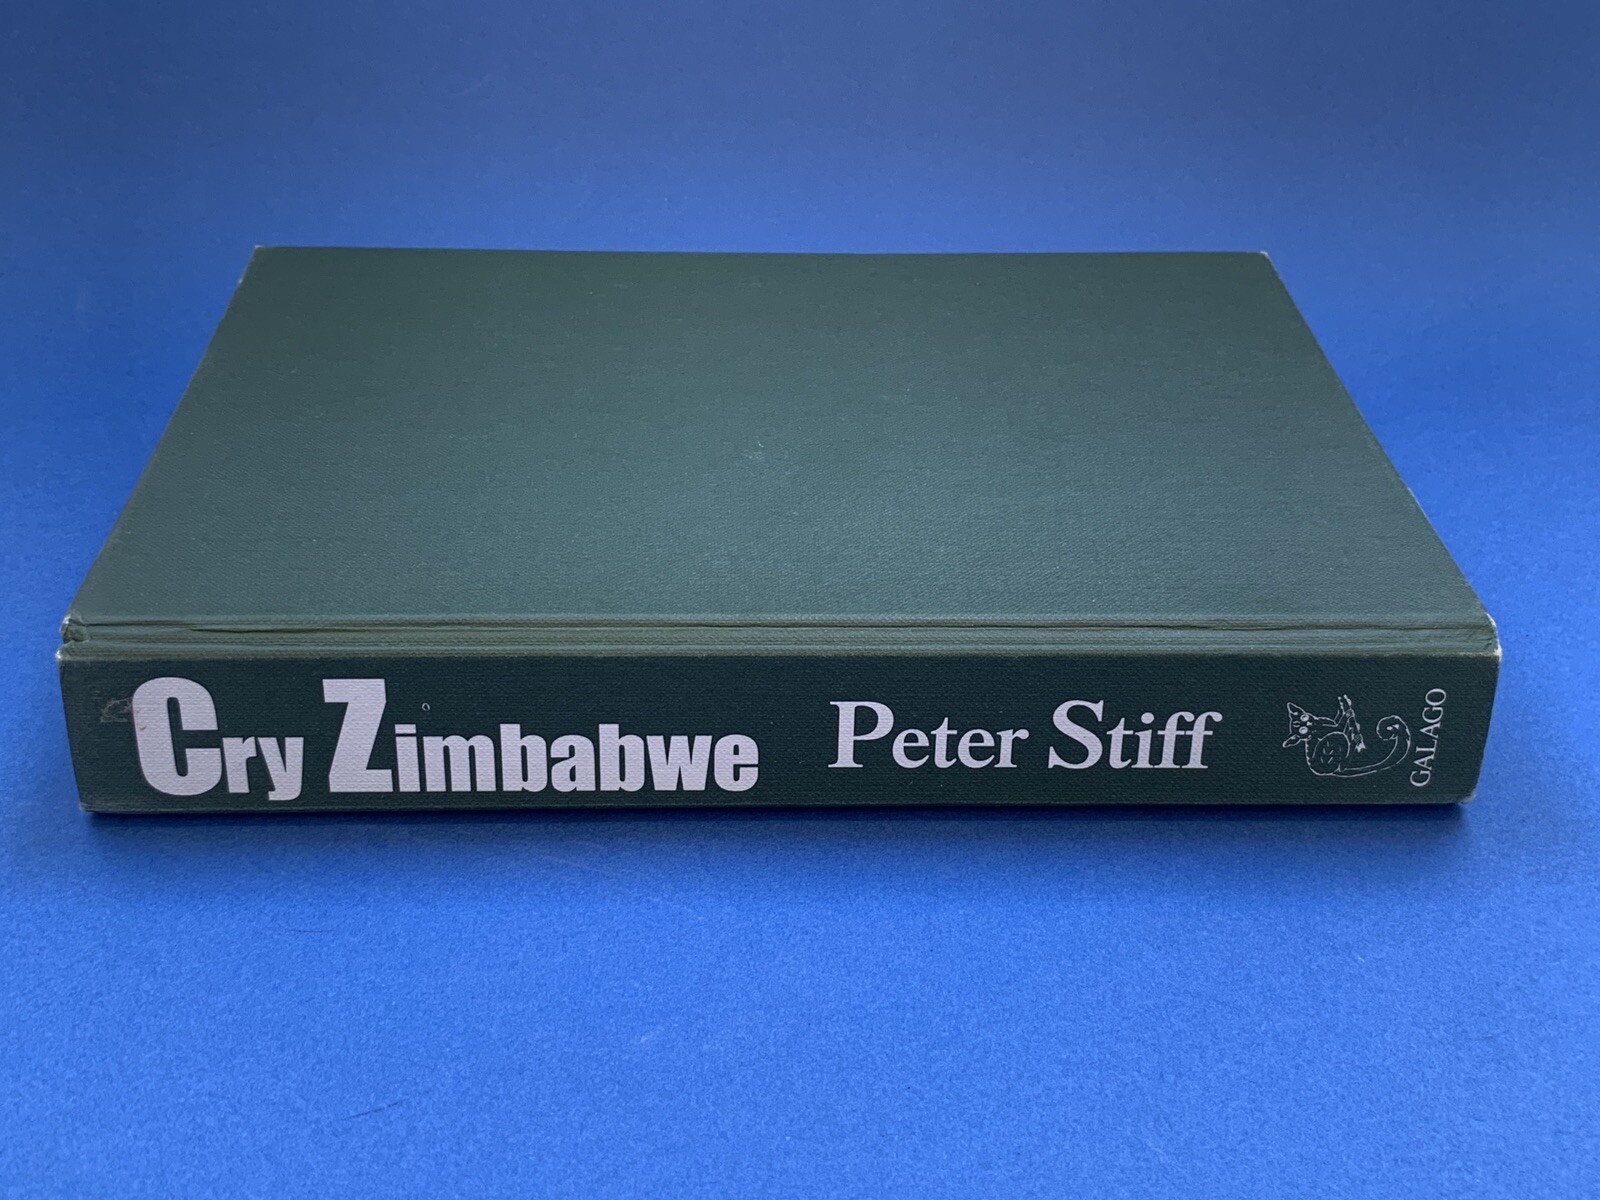 Cry Zimbabwe
Peter Stiff
GALAGO